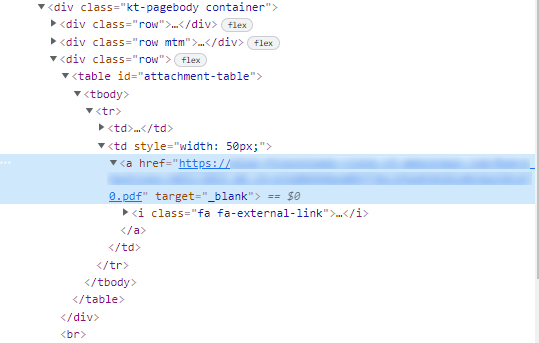 <div class="kt-pagebody container">
<div class="row">…</div> flex
<div class="row mtm">…</div> flex
<div class="row"> flex
<table id="attachment-table">
<tbody>
<tr>
<td>…</td>
<td style="width: 50px;">
<a href="https://
0.pdf" target="_blank"> == $0
<i class="fa fa-external-link">…</i>
</a>
</td>
</tr>
</tbody>
</table>
</div>
<br>